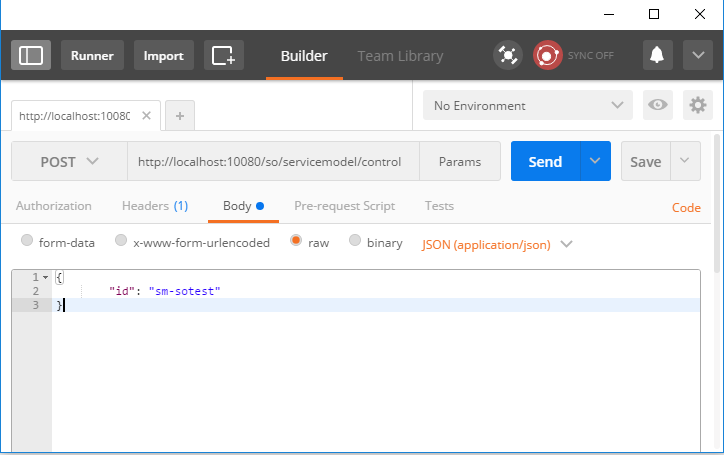 Runner Import Builder Team Library SYNC OFF
http://localhost:10080 No Environment
POST http://localhost:10080/so/servicemodel/control Params Send Save
Authorization Headers (1) Body Pre-request Script Tests Code
form-data x-www-form-urlencoded raw binary JSON (application/json)
1 {
2 "id": "sm-sotest"
3 }